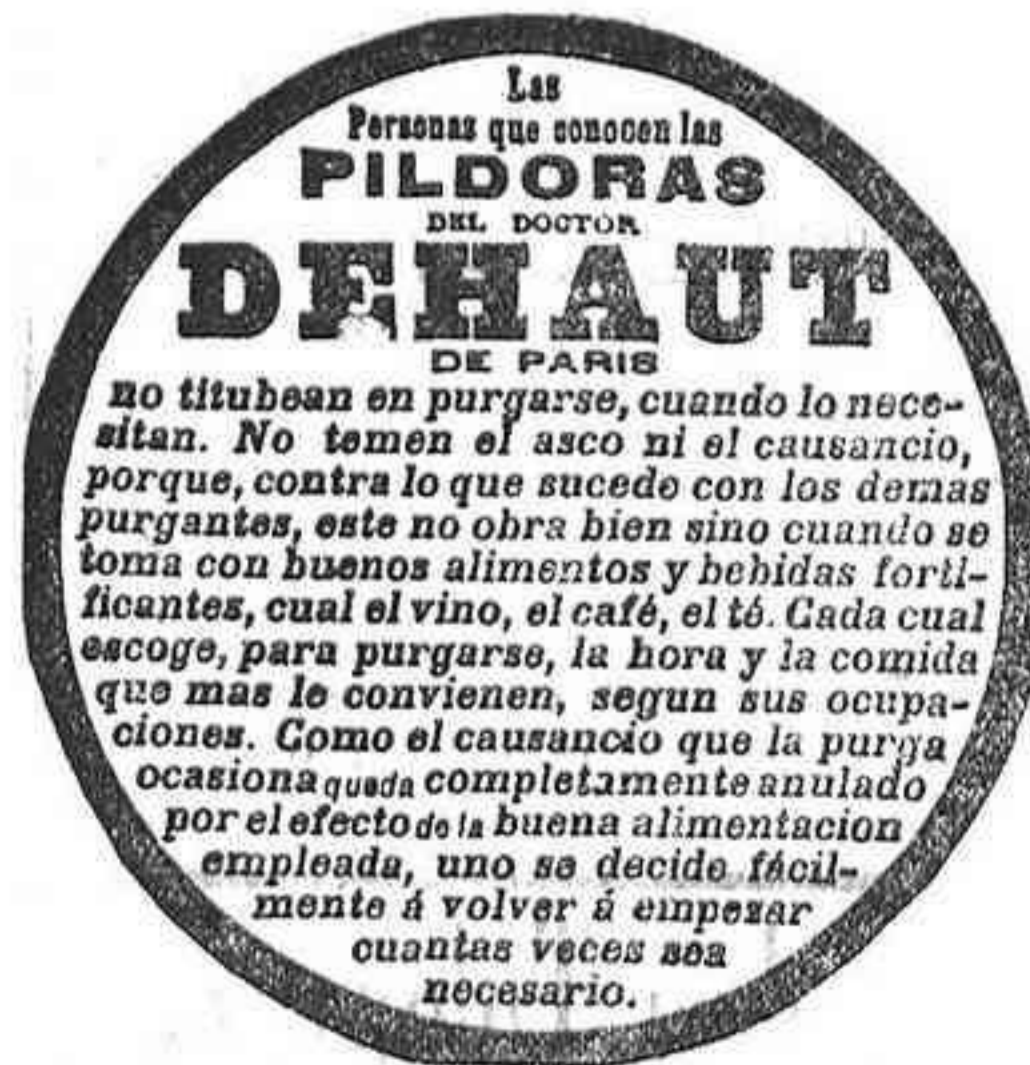 Las
Personas que conocen las
PILDORAS
DEL DOCTOR
DEHAUT
DE PARIS
no titubean en purgarse, cuando lo nece-
sitan. No temen el asco ni el causancio,
porque, contra lo que sucede con los demas
purgantes, este no obra bien sino cuando se
toma con buenos alimentos y bebidas forti-
ficantes, cual el vino, el café, el té. Cada cual
escoge, para purgarse, la hora y la comida
que mas le convienen, segun sus ocupa-
ciones. Como el causancio que la purga
ocasiona queda completamente anulado
por el efecto de la buena alimentacion
empleada, uno se decide fácil-
mente á volver á empezar
cuantas veces sea
necesario.